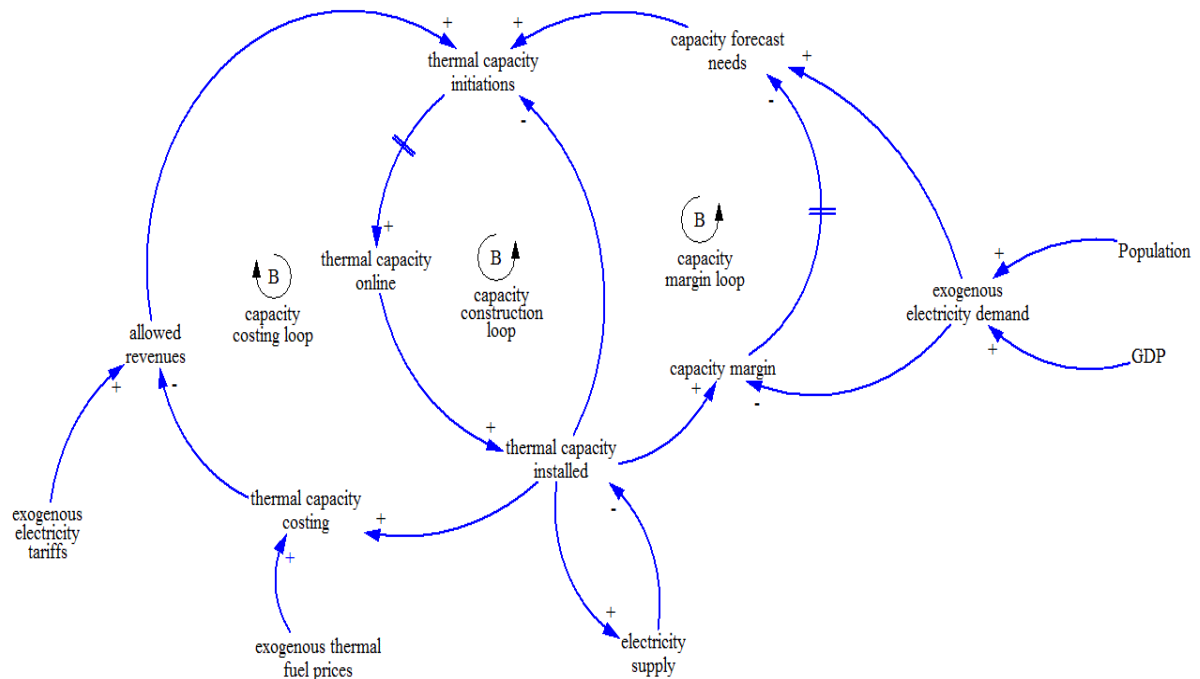 +
+
thermal capacity
initiations
-
capacity forecast
needs
+
-
+
thermal capacity
online
B
capacity
costing loop
B
capacity
construction
loop
B
capacity
margin loop
+
Population
exogenous
electricity demand
+
GDP
allowed
revenues
+
-
capacity margin
+
-
+
thermal capacity
installed
exogenous
electricity
tariffs
thermal capacity
costing
+
+
-
exogenous thermal
fuel prices
+
electricity
supply